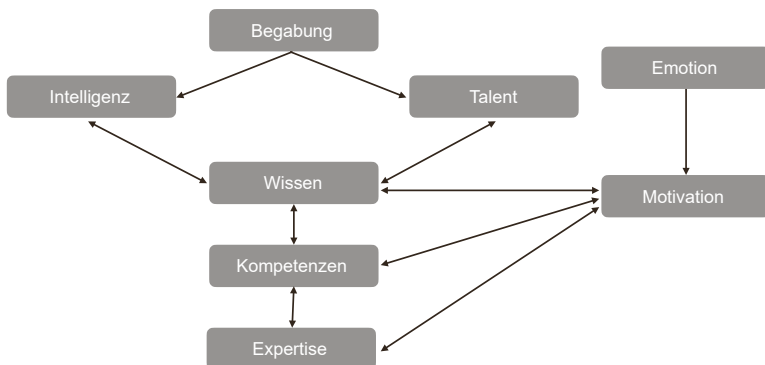 Begabung
Emotion
Intelligenz
Talent
Wissen
Motivation
Kompetenzen
Expertise